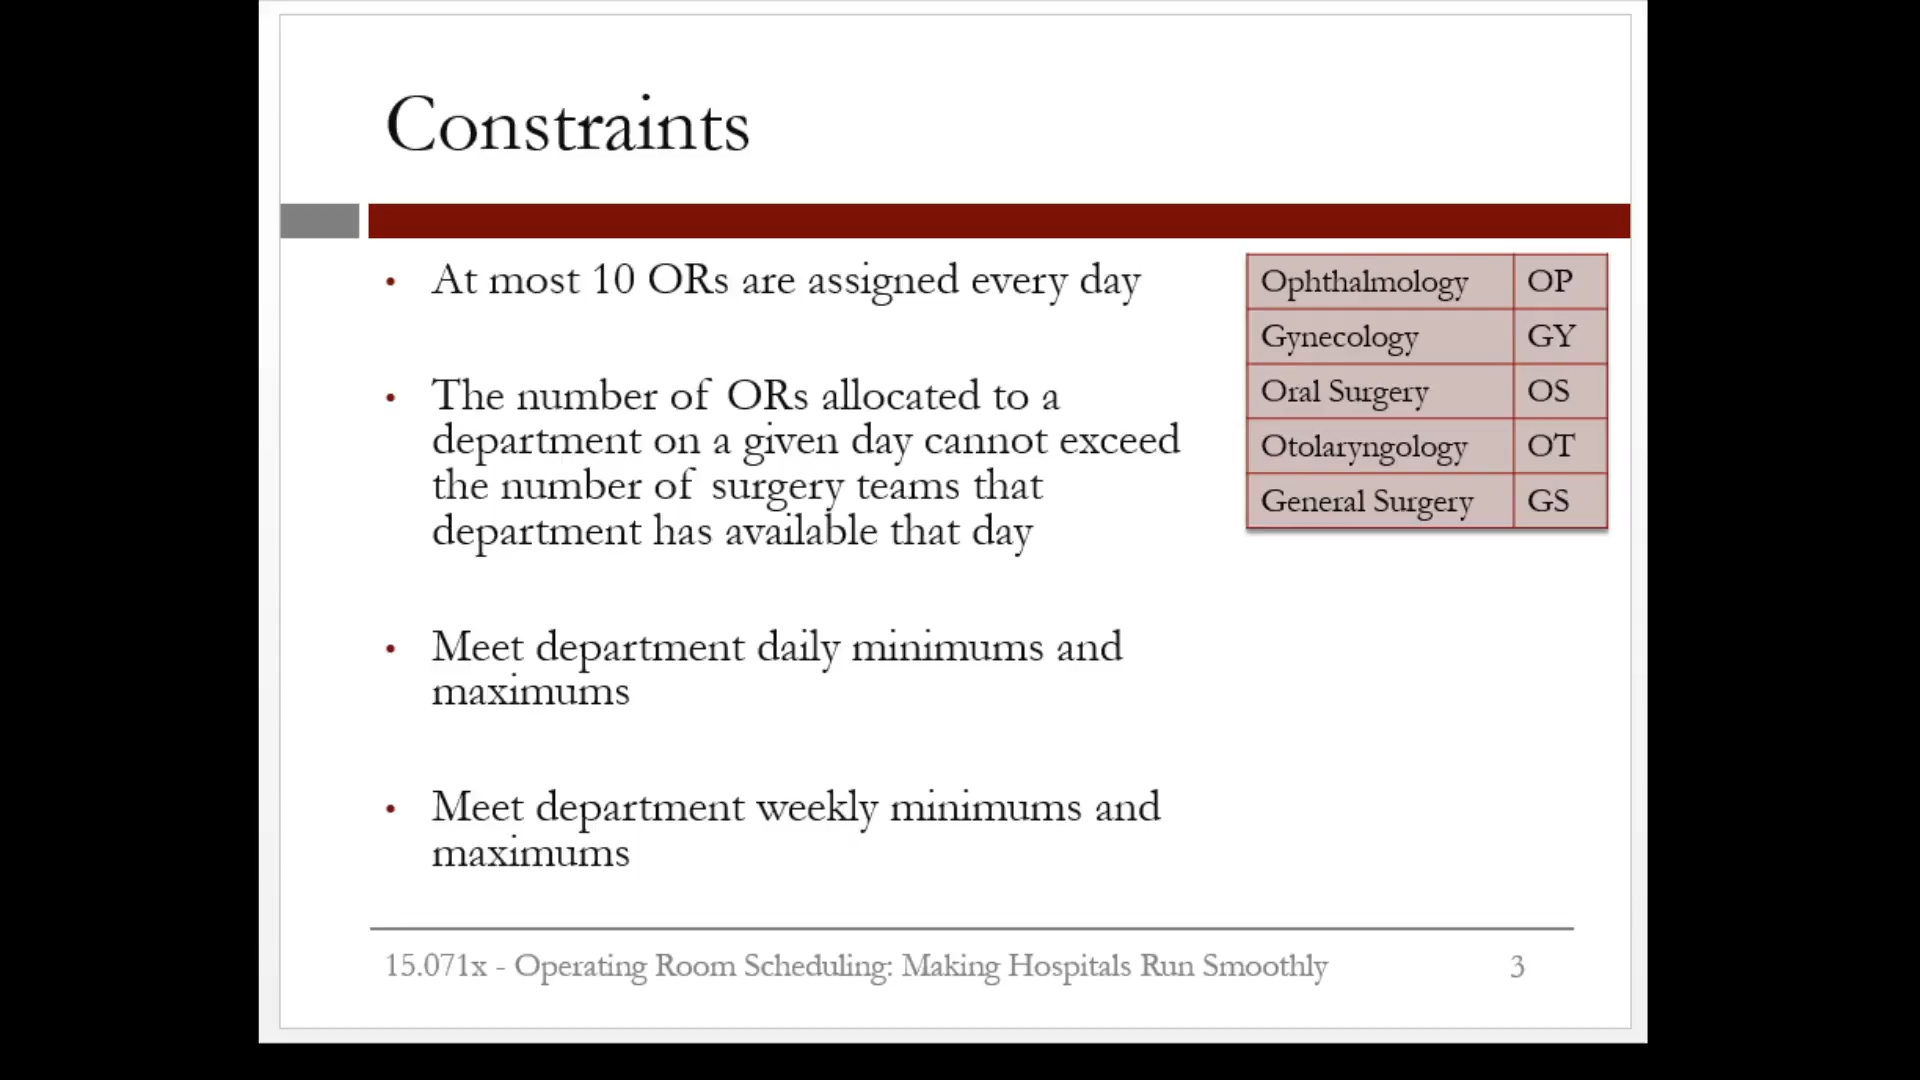 Constraints
• At most 10 ORs are assigned every day
• The number of ORs allocated to a
department on a given day cannot exceed
the number of surgery teams that
department has available that day
• Meet department daily minimums and
maximums
• Meet department weekly minimums and
maximums
Ophthalmology OP
Gynecology GY
Oral Surgery OS
Otolaryngology OT
General Surgery GS
15.071x - Operating Room Scheduling: Making Hospitals Run Smoothly 3